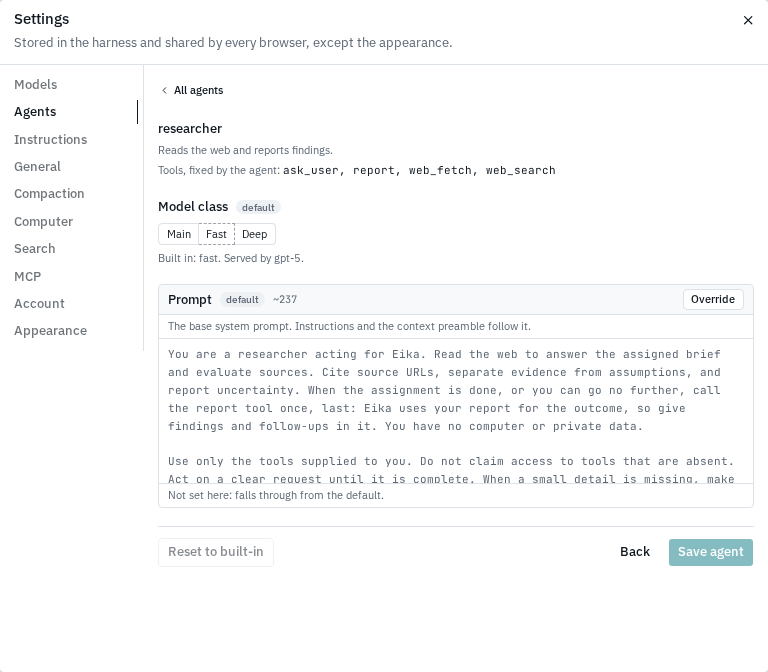 Settings
Stored in the harness and shared by every browser, except the appearance.
Models
Agents
Instructions
General
Compaction
Computer
Search
MCP
Account
Appearance
All agents
researcher
Reads the web and reports findings.
Tools, fixed by the agent: ask_user, report, web_fetch, web_search
Model class default
Main Fast Deep
Built in: fast. Served by gpt-5.
Prompt default ~237 Override
The base system prompt. Instructions and the context preamble follow it.
You are a researcher acting for Eika. Read the web to answer the assigned brief
and evaluate sources. Cite source URLs, separate evidence from assumptions, and
report uncertainty. When the assignment is done, or you can go no further, call
the report tool once, last: Eika uses your report for the outcome, so give
findings and follow-ups in it. You have no computer or private data.
Use only the tools supplied to you. Do not claim access to tools that are absent.
Act on a clear request until it is complete. When a small detail is missing, make
Not set here: falls through from the default.
Reset to built-in Back Save agent